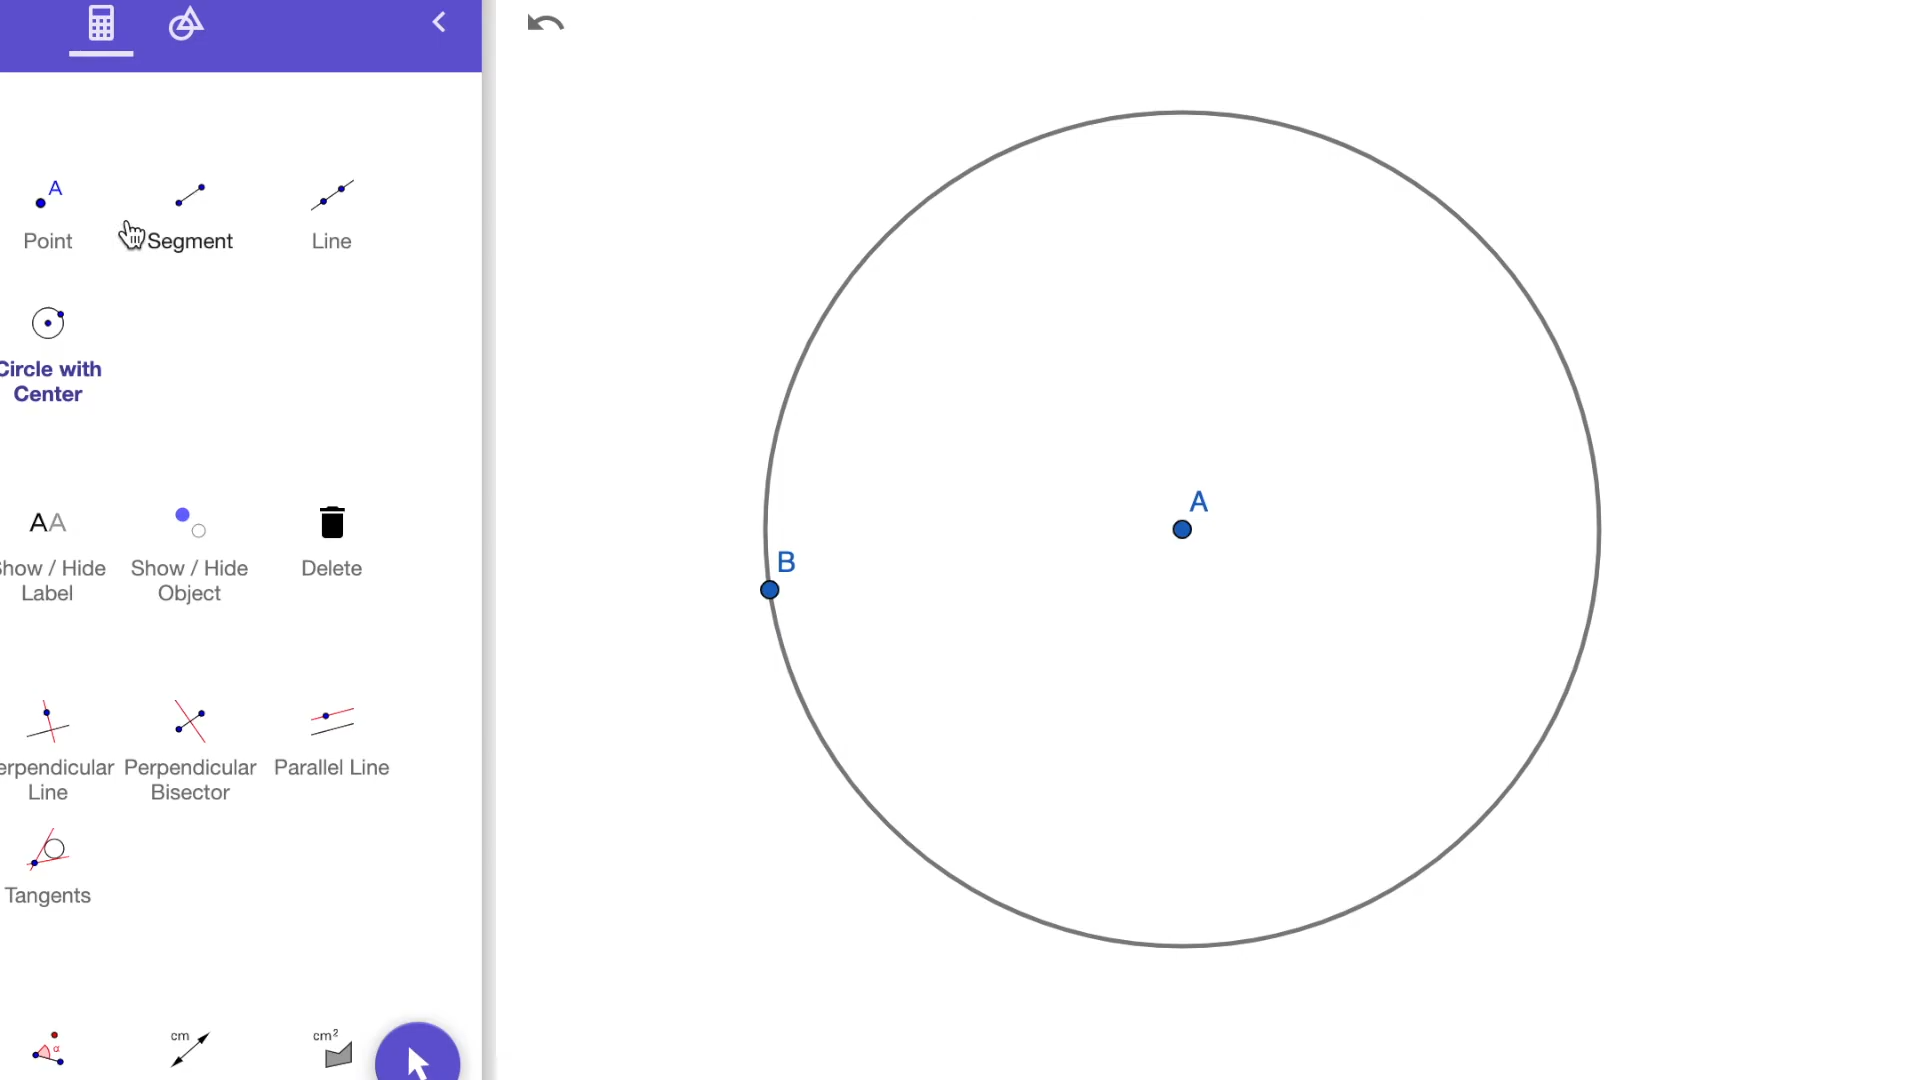 A
Point
Segment
Line
Circle with
Center
AA
Show / Hide
Label
Show / Hide
Object
Delete
Perpendicular
Line
Perpendicular
Bisector
Parallel Line
Tangents
α
cm
cm²
A
B